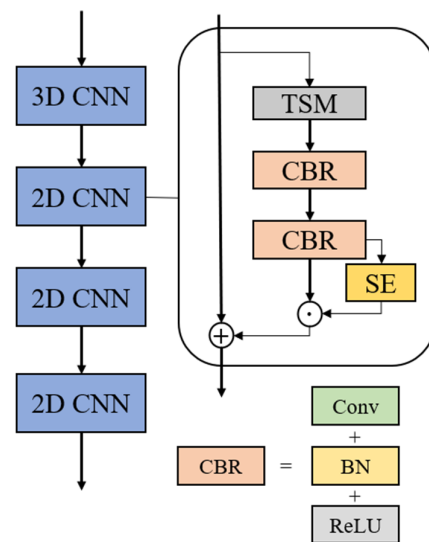 3D CNN
2D CNN
2D CNN
2D CNN
TSM
CBR
CBR
SE
Conv
+
CBR = BN
+
ReLU